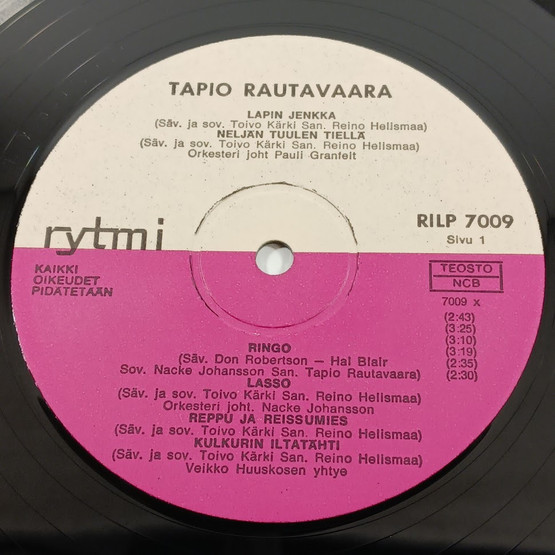 TAPIO RAUTAVAARA
LAPIN JENKKA
(Säv. ja sov. Toivo Kärki San. Reino Helismaa)
NELJÄN TUULEN TIELLÄ
(Säv. ja sov. Toivo Kärki San. Reino Helismaa)
Orkesteri joht Pauli Granfelt
rytmi
RILP 7009
Sivu 1
KAIKKI
OIKEUDET
PIDÄTETÄÄN
TEOSTO
NCB
7009 x
(2:43)
(3:25)
(3:10)
(3:19)
(2:35)
(2:30)
RINGO
(Säv. Don Robertson — Hal Blair
Sov. Nacke Johansson San. Tapio Rautavaara)
LASSO
(Säv. ja sov. Toivo Kärki San. Reino Helismaa)
Orkesteri joht. Nacke Johansson
REPPU JA REISSUMIES
(Säv. ja sov. Toivo Kärki San. Reino Helismaa)
KULKURIN ILTATÄHTI
(Säv. ja sov. Toivo Kärki San. Reino Helismaa)
Veikko Huuskosen yhtye